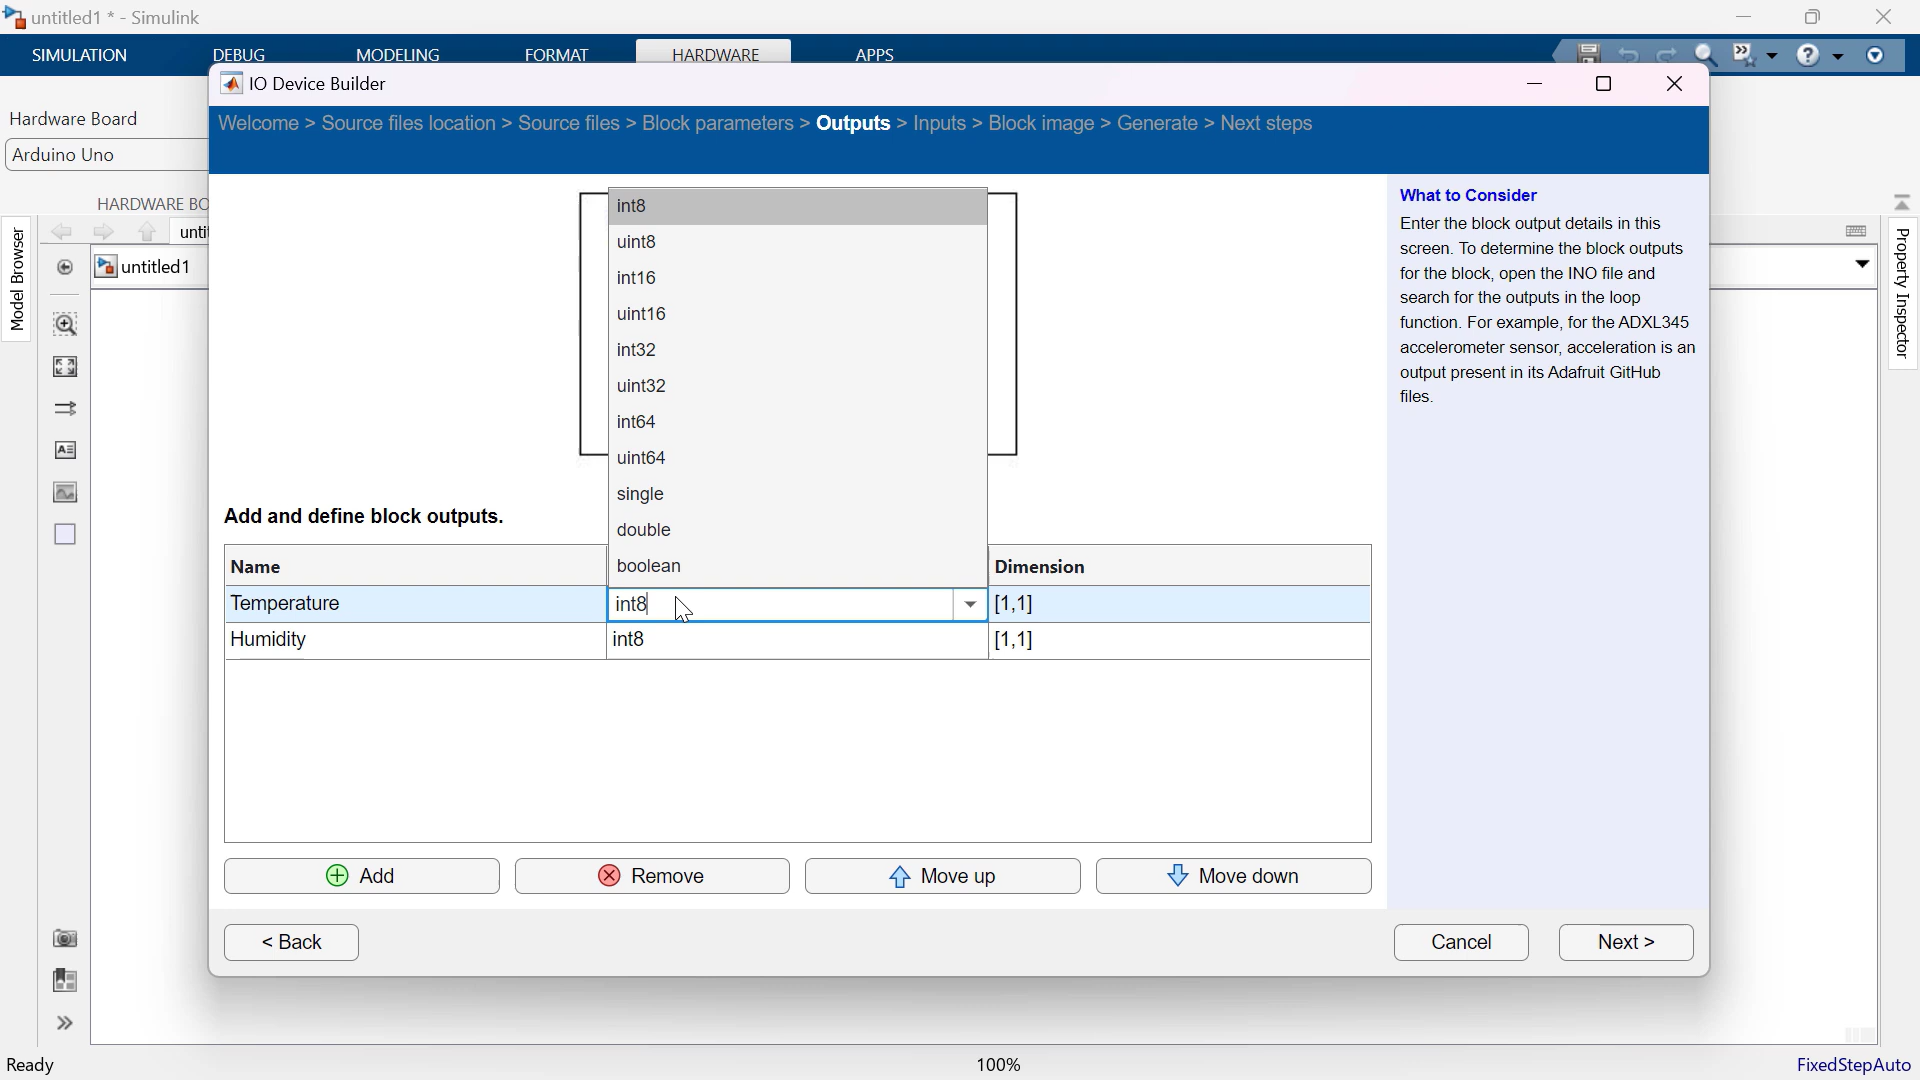 untitled1 * - Simulink
SIMULATION DEBUG MODELING FORMAT HARDWARE APPS
IO Device Builder
Welcome > Source files location > Source files > Block parameters > Outputs > Inputs > Block image > Generate > Next steps
Hardware Board
Arduino Uno
HARDWARE BO
Model Browser
untitled1
Property Inspector
What to Consider
Enter the block output details in this
screen. To determine the block outputs
for the block, open the INO file and
search for the outputs in the loop
function. For example, for the ADXL345
accelerometer sensor, acceleration is an
output present in its Adafruit GitHub
files.
int8
uint8
int16
uint16
int32
uint32
int64
uint64
single
double
boolean
Add and define block outputs.
Name Dimension
Temperature int8 [1,1]
Humidity int8 [1,1]
Add Remove Move up Move down
< Back Cancel Next >
Ready 100% FixedStepAuto